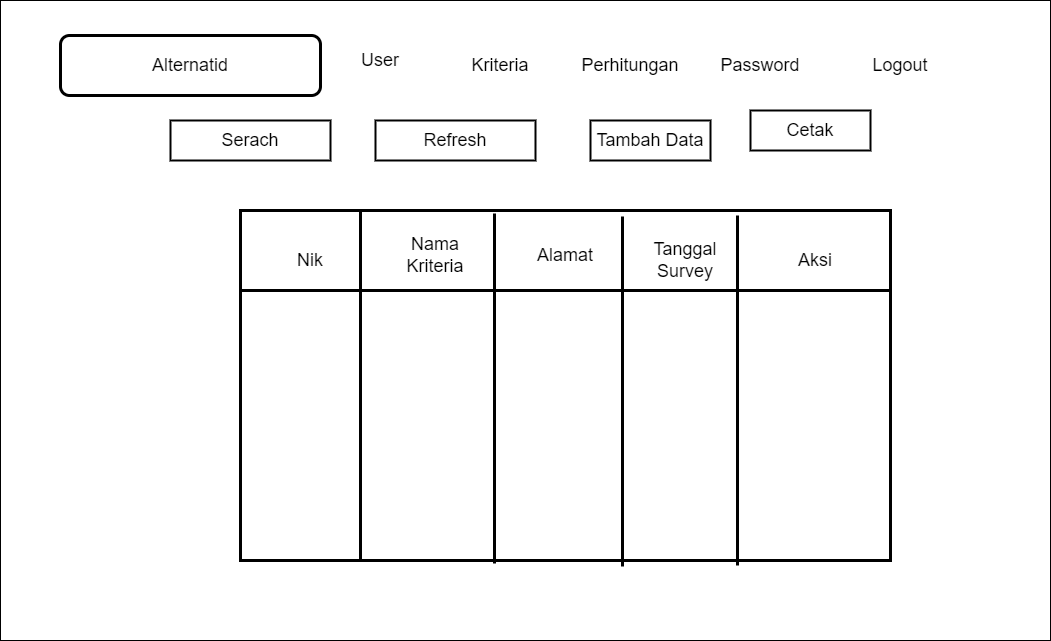 Alternatid
User
Kriteria
Perhitungan
Password
Logout
Serach
Refresh
Tambah Data
Cetak
Nik
Nama
Kriteria
Alamat
Tanggal
Survey
Aksi